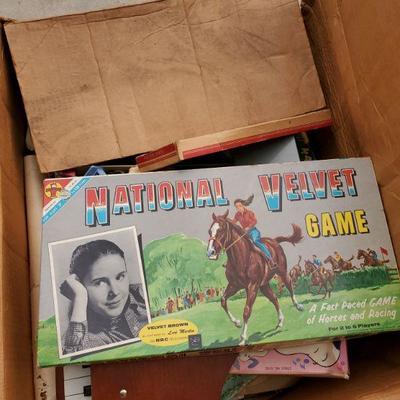 NATIONAL VELVET
GAME
A Fast Paced GAME
of Horses and Racing
For 2 to 6 Players
VELVET BROWN
Lori Martin
NBC